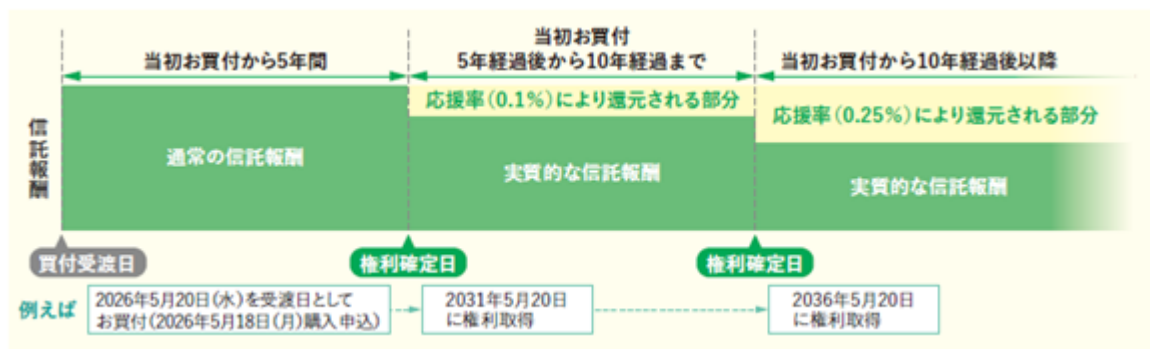 当初お買付から5年間
当初お買付
5年経過後から10年経過まで
当初お買付から10年経過後以降
信託報酬
通常の信託報酬
応援率(0.1%)により還元される部分
実質的な信託報酬
応援率(0.25%)により還元される部分
実質的な信託報酬
買付受渡日
権利確定日
権利確定日
例えば
2026年5月20日(水)を受渡日として
お買付(2026年5月18日(月)購入申込)
2031年5月20日
に権利取得
2036年5月20日
に権利取得